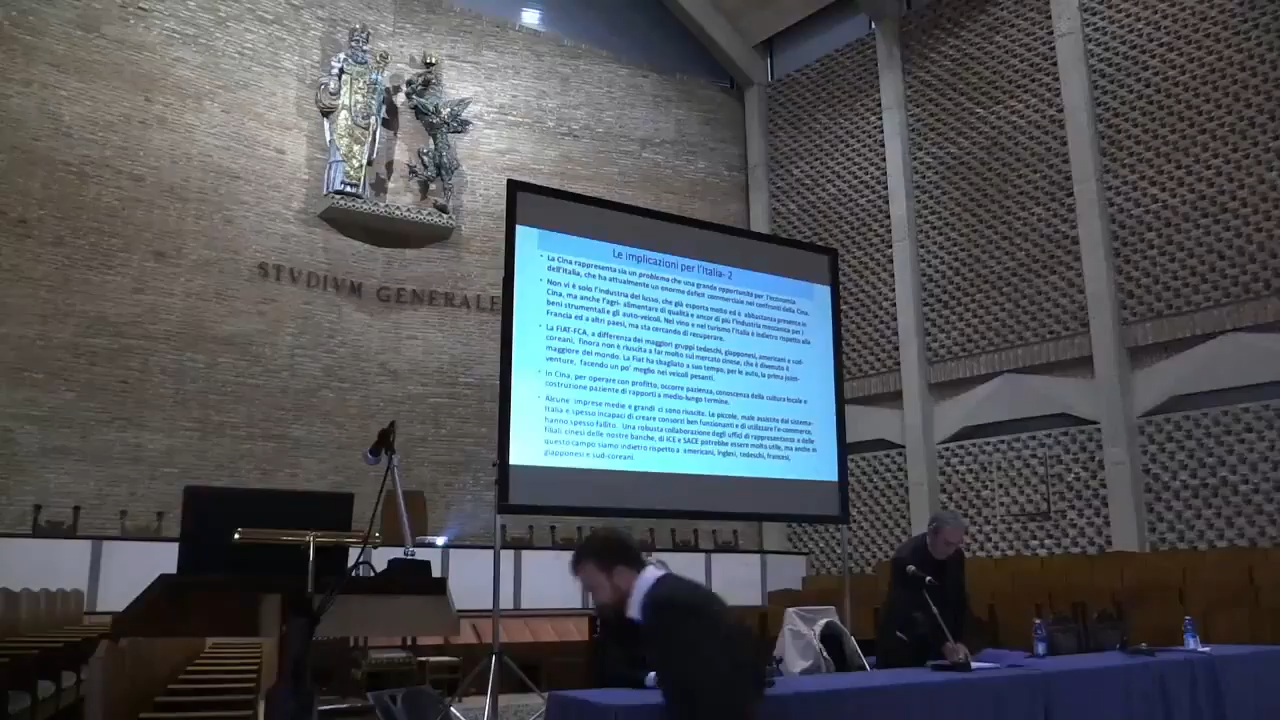 STVDIVM GENERALE
Le implicazioni per l'Italia- 2
• La Cina rappresenta sia un problema che una grande opportunità per l'economia
dell'Italia, che ha attualmente un enorme deficit commerciale nei confronti della Cina.
• Non vi è solo l'industria del lusso, che già esporta molto ed è abbastanza presente in
Cina, ma anche l'agri- alimentare di qualità e ancor di più l'industria meccanica per i
beni strumentali e gli auto-veicoli. Nel vino e nel turismo l'Italia è indietro rispetto alla
Francia ed a altri paesi, ma sta cercando di recuperare.
• La FIAT-FCA, a differenza dei maggiori gruppi tedeschi, giapponesi, americani e sud-
coreani, finora non è riuscita a far molto sul mercato cinese, che è divenuto il
maggiore del mondo. La Fiat ha sbagliato a suo tempo, per le auto, la prima joint-
venture, facendo un po' meglio nei veicoli pesanti.
• In Cina, per operare con profitto, occorre pazienza, conoscenza della cultura locale e
costruzione paziente di rapporti a medio-lungo termine.
• Alcune imprese medie e grandi ci sono riuscite. Le piccole, male assistite dal sistema-
Italia e spesso incapaci di creare consorzi ben funzionanti e di utilizzare l'e-commerce,
hanno spesso fallito. Una robusta collaborazione degli uffici di rappresentanza e delle
filiali cinesi delle nostre banche, di ICE e SACE potrebbe essere molto utile, ma anche in
questo campo siamo indietro rispetto a americani, inglesi, tedeschi, francesi,
giapponesi e sud-coreani.